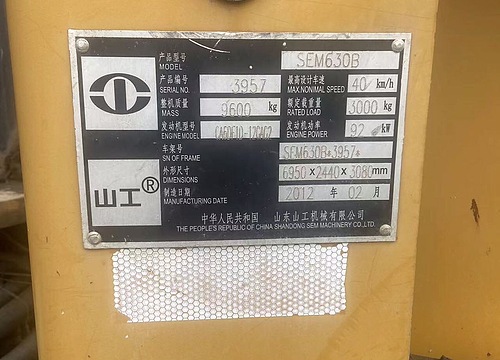 产品型号 MODEL SEM630B
产品编号 SERIAL NO. 3957 最高设计车速 MAX.NONIMAL SPEED 40 km/h
整机质量 MASS 9600 kg 额定载重量 RATED LOAD 3000 kg
发动机型号 ENGINE MODEL 发动机功率 ENGINE POWER 92 kW
车架号 SN OF FRAME SEM630B*3957*
外形尺寸 DIMENSIONS 6950 × 2440 × 3080 mm
制造日期 MANUFACTURING DATE 2012 年 02 月
山工®
中华人民共和国 山东山工机械有限公司
THE PEOPLE'S REPUBLIC OF CHINA SHANDONG SEM MACHINERY CO.,LTD.